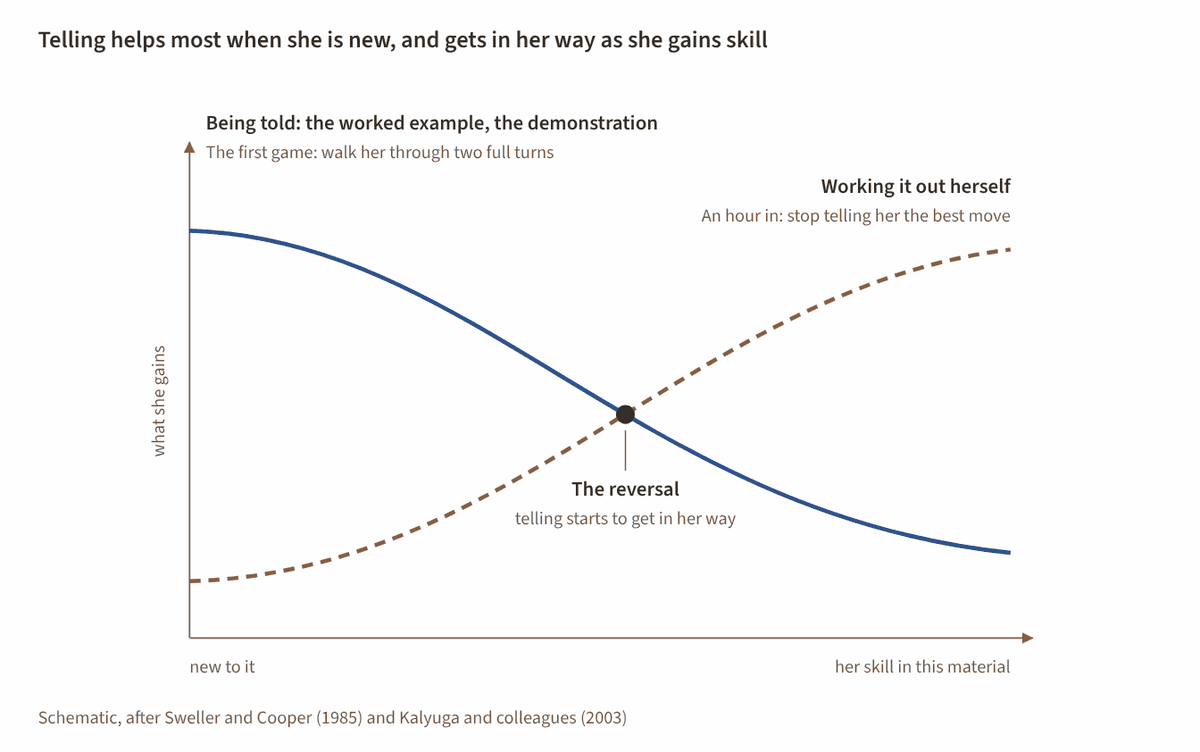 Telling helps most when she is new, and gets in her way as she gains skill
Being told: the worked example, the demonstration
The first game: walk her through two full turns
Working it out herself
An hour in: stop telling her the best move
what she gains
The reversal
telling starts to get in her way
new to it
her skill in this material
Schematic, after Sweller and Cooper (1985) and Kalyuga and colleagues (2003)